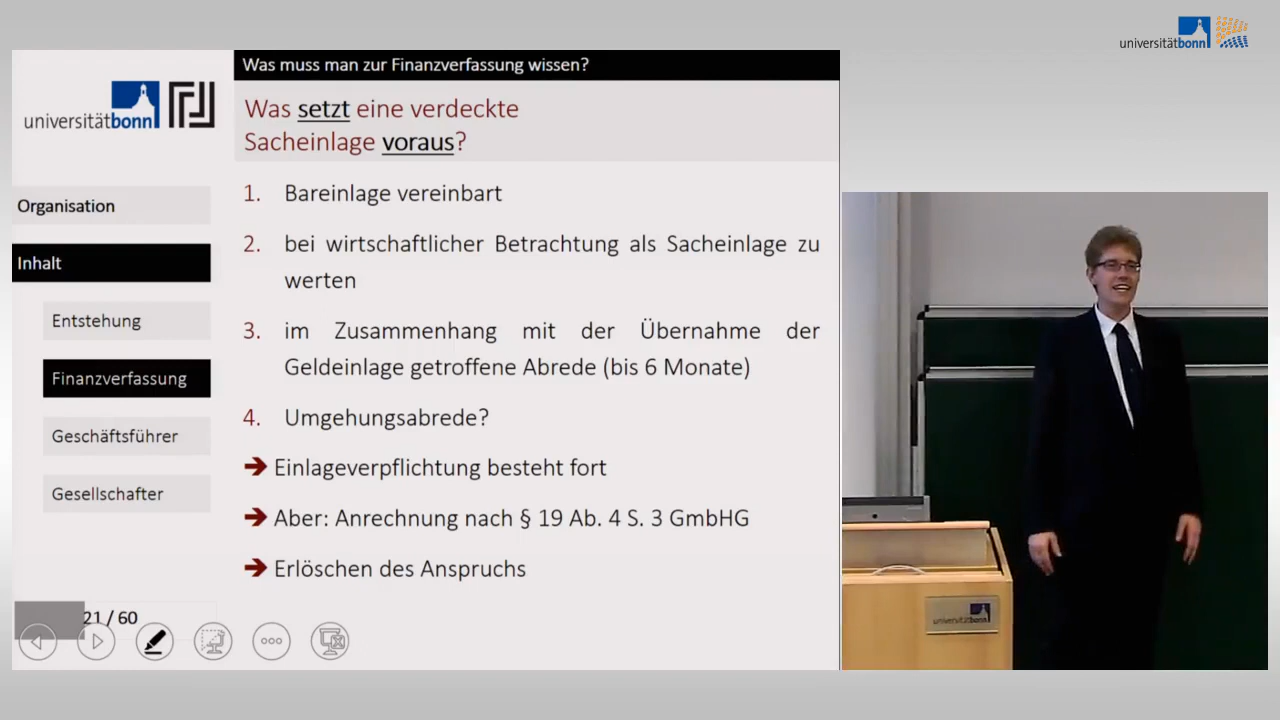 universitätbonn
Was muss man zur Finanzverfassung wissen?
universitätbonn
Was setzt eine verdeckte
Sacheinlage voraus?
Organisation
Inhalt
Entstehung
Finanzverfassung
Geschäftsführer
Gesellschafter
1. Bareinlage vereinbart
2. bei wirtschaftlicher Betrachtung als Sacheinlage zu
werten
3. im Zusammenhang mit der Übernahme der
Geldeinlage getroffene Abrede (bis 6 Monate)
4. Umgehungsabrede?
➔ Einlageverpflichtung besteht fort
➔ Aber: Anrechnung nach § 19 Ab. 4 S. 3 GmbHG
➔ Erlöschen des Anspruchs
21 / 60
universitätbonn